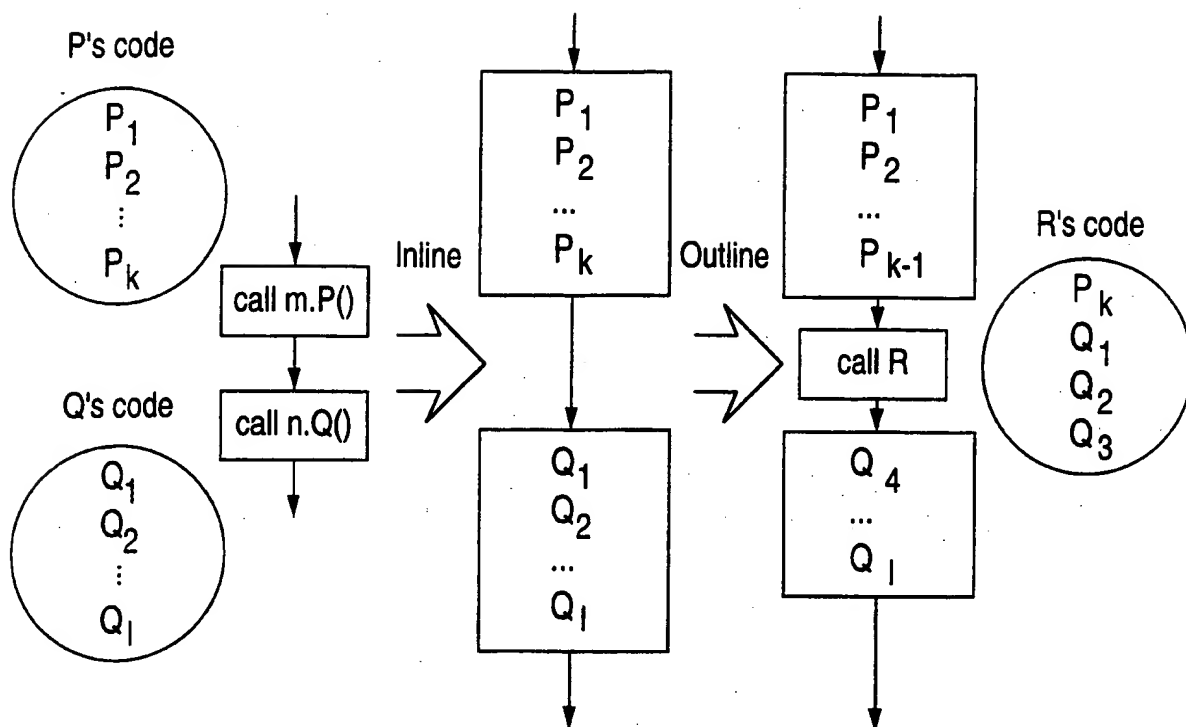 P's code
P1
P2
⋮
Pk
call m.P()
call n.Q()
Q's code
Q1
Q2
⋮
Ql
Inline
P1
P2
...
Pk
Q1
Q2
...
Ql
Outline
P1
P2
...
Pk-1
call R
Q4
...
Ql
R's code
Pk
Q1
Q2
Q3